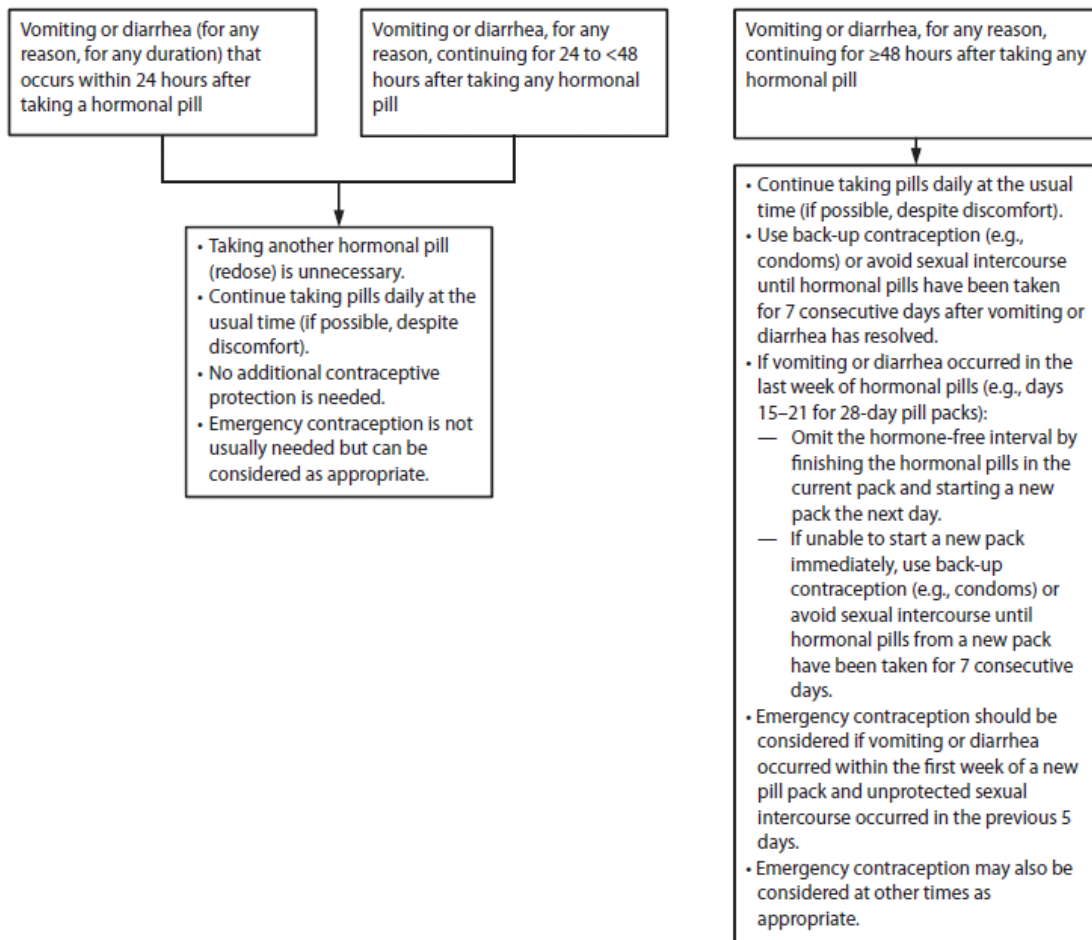 Vomiting or diarrhea (for any
reason, for any duration) that
occurs within 24 hours after
taking a hormonal pill
Vomiting or diarrhea, for any
reason, continuing for 24 to <48
hours after taking any hormonal
pill
Vomiting or diarrhea, for any reason,
continuing for ≥48 hours after taking any
hormonal pill
• Taking another hormonal pill
(redose) is unnecessary.
• Continue taking pills daily at the
usual time (if possible, despite
discomfort).
• No additional contraceptive
protection is needed.
• Emergency contraception is not
usually needed but can be
considered as appropriate.
• Continue taking pills daily at the usual
time (if possible, despite discomfort).
• Use back-up contraception (e.g.,
condoms) or avoid sexual intercourse
until hormonal pills have been taken
for 7 consecutive days after vomiting or
diarrhea has resolved.
• If vomiting or diarrhea occurred in the
last week of hormonal pills (e.g., days
15–21 for 28-day pill packs):
— Omit the hormone-free interval by
finishing the hormonal pills in the
current pack and starting a new
pack the next day.
— If unable to start a new pack
immediately, use back-up
contraception (e.g., condoms) or
avoid sexual intercourse until
hormonal pills from a new pack
have been taken for 7 consecutive
days.
• Emergency contraception should be
considered if vomiting or diarrhea
occurred within the first week of a new
pill pack and unprotected sexual
intercourse occurred in the previous 5
days.
• Emergency contraception may also be
considered at other times as
appropriate.